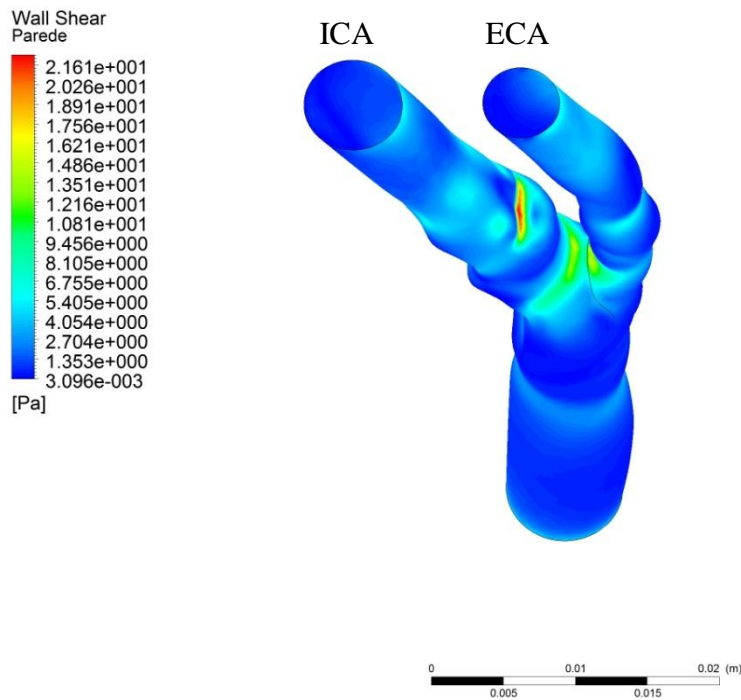 Wall Shear
Parede
ICA ECA
2.161e+001
2.026e+001
1.891e+001
1.756e+001
1.621e+001
1.486e+001
1.351e+001
1.216e+001
1.081e+001
9.456e+000
8.105e+000
6.755e+000
5.405e+000
4.054e+000
2.704e+000
1.353e+000
3.096e-003
[Pa]
0 0.01 0.02 (m)
0.005 0.015